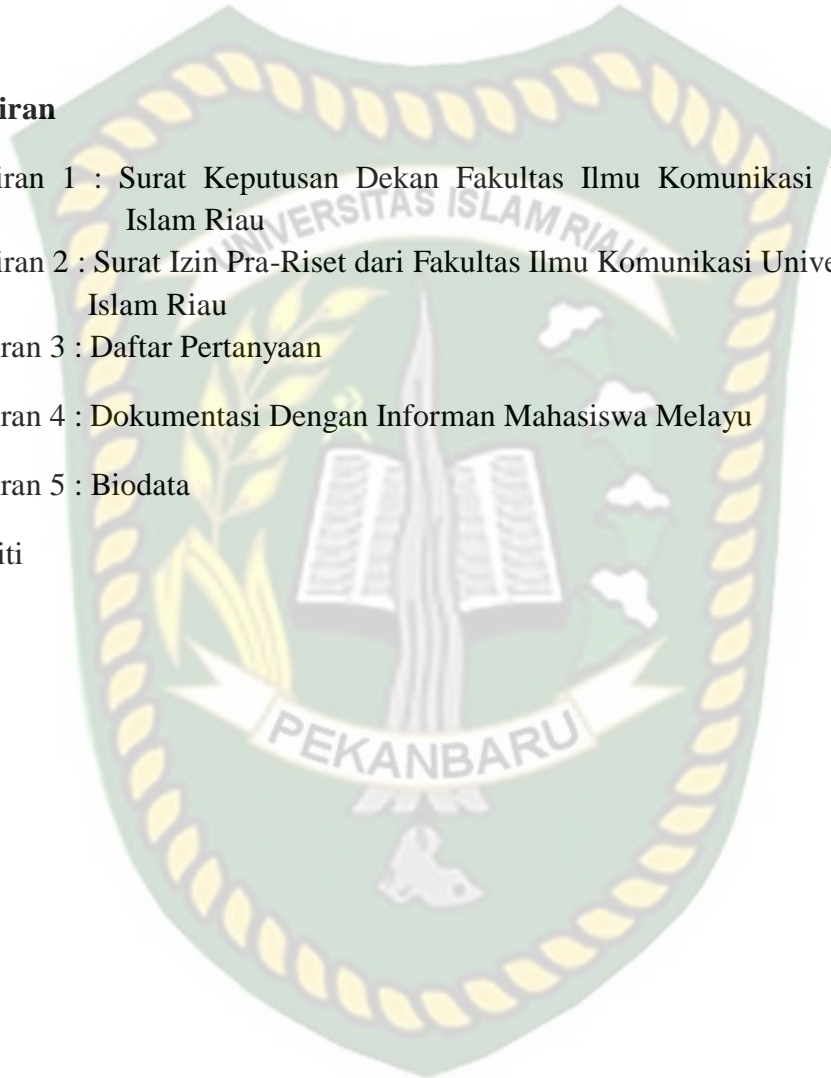 iran
iran 1 : Surat Keputusan Dekan Fakultas Ilmu Komunikasi
Islam Riau
iran 2 : Surat Izin Pra-Riset dari Fakultas Ilmu Komunikasi Unive
Islam Riau
ran 3 : Daftar Pertanyaan
ran 4 : Dokumentasi Dengan Informan Mahasiswa Melayu
ran 5 : Biodata
iti
UNIVERSITAS ISLAM RIAU
PEKANBARU